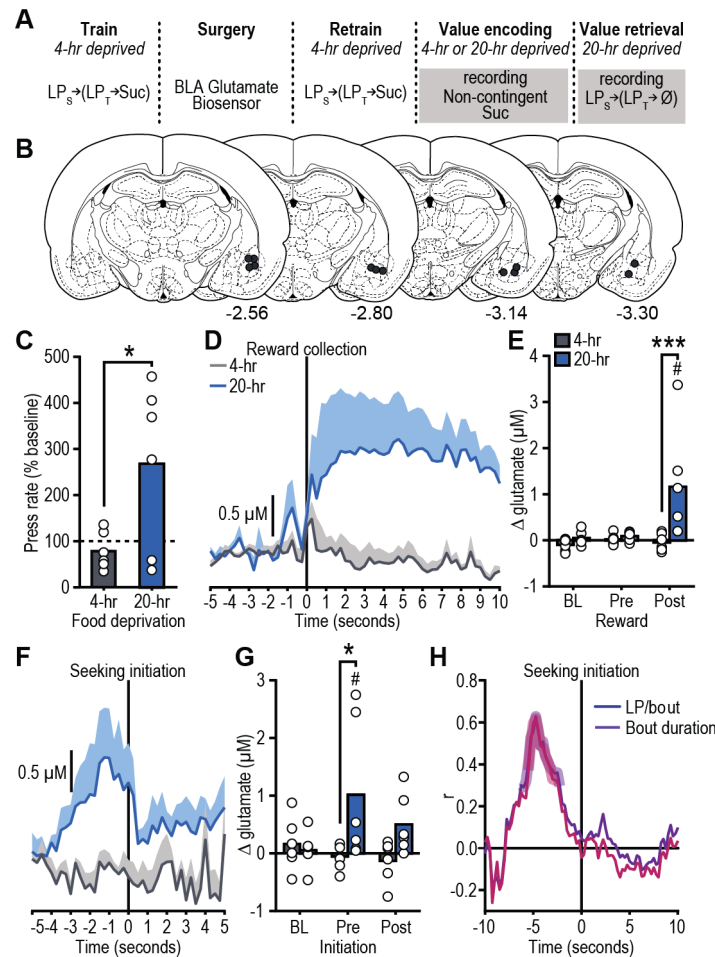 A
Train
4-hr deprived
LPS→(LPT→Suc)
Surgery
BLA Glutamate
Biosensor
Retrain
4-hr deprived
LPS→(LPT→Suc)
Value encoding
4-hr or 20-hr deprived
recording
Non-contingent
Suc
Value retrieval
20-hr deprived
recording
LPS→(LPT→ Ø)
B
-2.56
-2.80
-3.14
-3.30
C
Press rate (% baseline)
500
400
300
200
100
0
*
4-hr
20-hr
Food deprivation
D
Reward collection
4-hr
20-hr
0.5 µM
-5 -4 -3 -2 -1 0 1 2 3 4 5 6 7 8 9 10
Time (seconds)
E
4-hr
20-hr
Δ glutamate (µM)
4
3
2
1
0
-1
***
#
BL
Pre
Post
Reward
F
Seeking initiation
0.5 µM
-5 -4 -3 -2 -1 0 1 2 3 4 5
Time (seconds)
G
Δ glutamate (µM)
3
2
1
0
-1
*
#
BL
Pre
Post
Initiation
H
Seeking initiation
r
0.8
0.6
0.4
0.2
0.0
-0.2
LP/bout
Bout duration
-10 -5 0 5 10
Time (seconds)